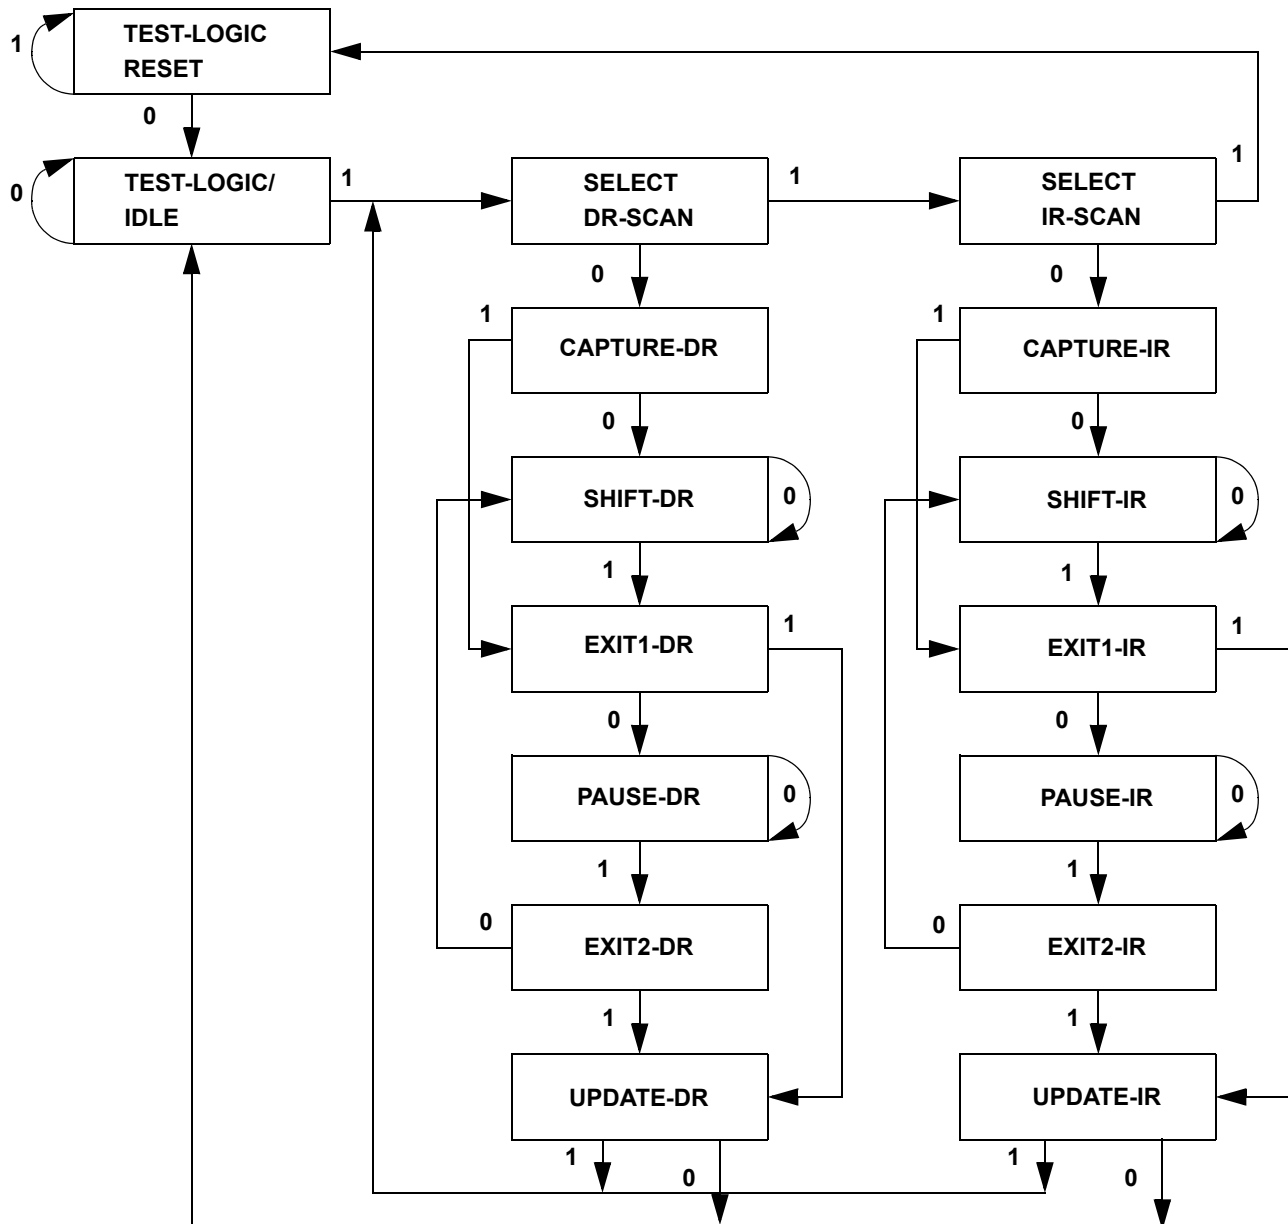 1
TEST-LOGIC
RESET
0
0
TEST-LOGIC/
IDLE
1
SELECT
DR-SCAN
1
SELECT
IR-SCAN
1
0
0
1
CAPTURE-DR
1
CAPTURE-IR
0
0
SHIFT-DR
0
SHIFT-IR
0
1
1
EXIT1-DR
1
EXIT1-IR
1
0
0
PAUSE-DR
0
PAUSE-IR
0
1
1
0
EXIT2-DR
0
EXIT2-IR
1
1
UPDATE-DR
UPDATE-IR
1
0
1
0